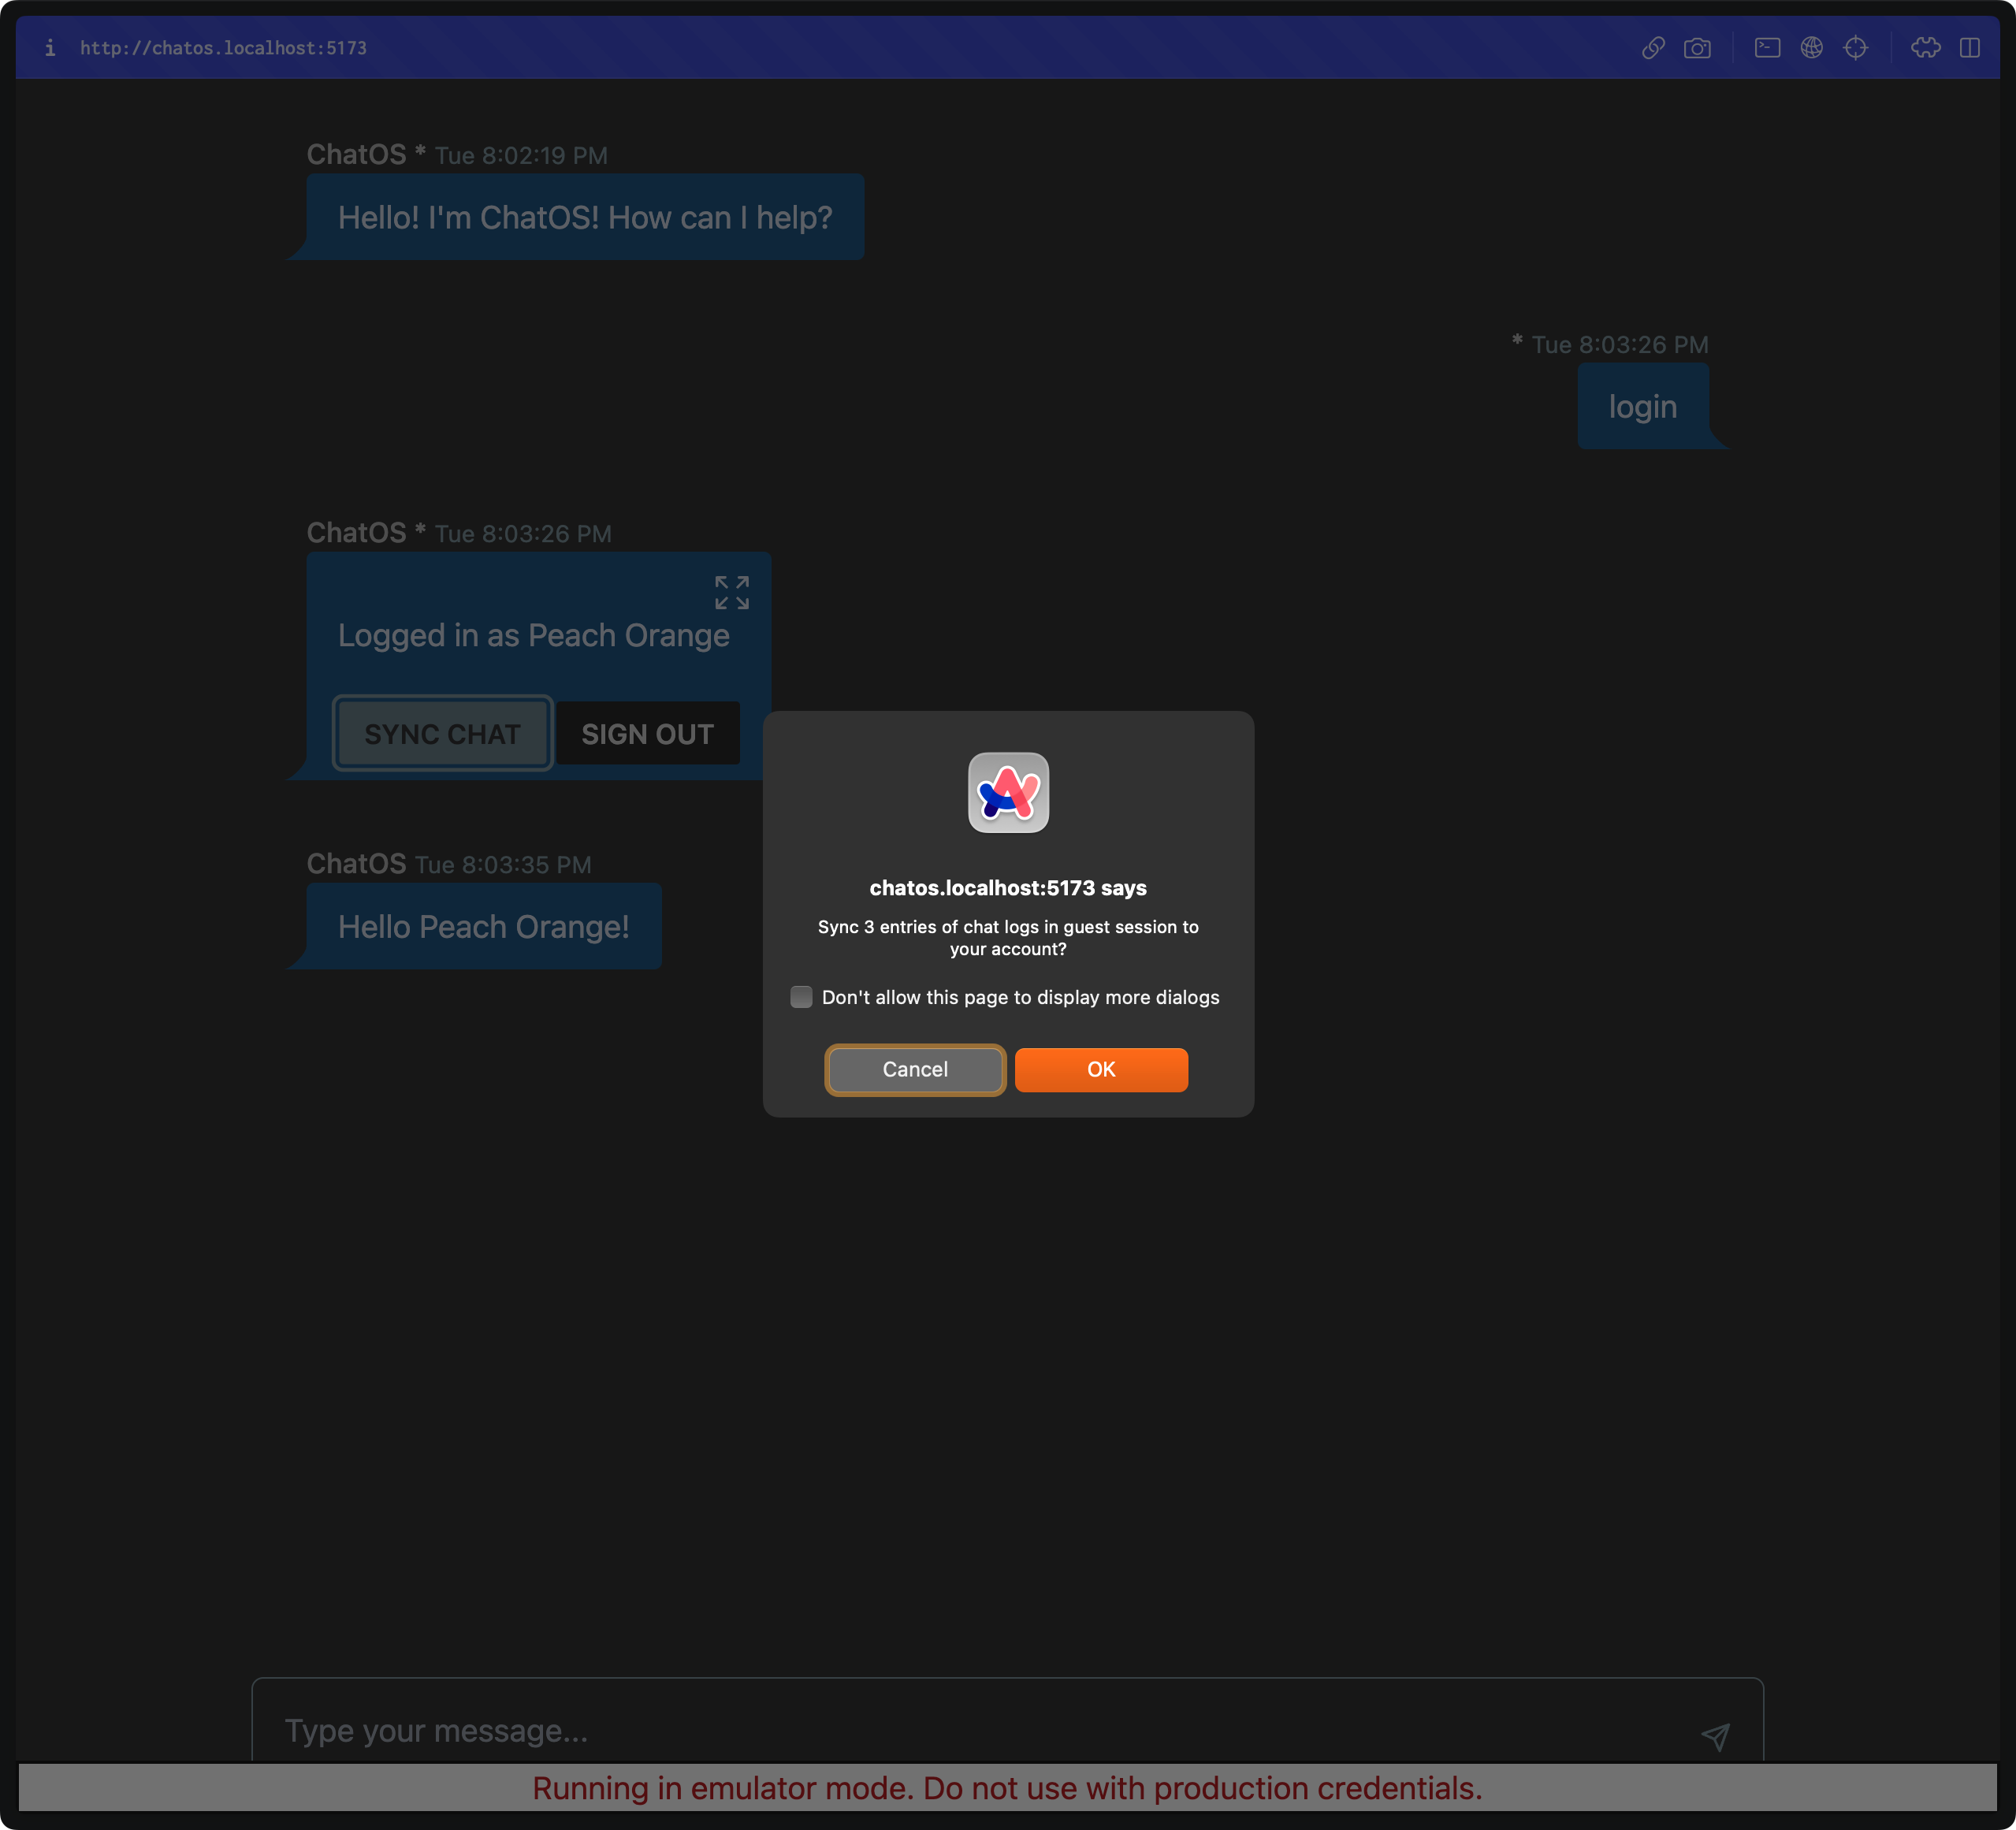 http://chatos.localhost:5173
ChatOS * Tue 8:02:19 PM
Hello! I'm ChatOS! How can I help?
* Tue 8:03:26 PM
login
ChatOS * Tue 8:03:26 PM
Logged in as Peach Orange
SYNC CHAT SIGN OUT
ChatOS Tue 8:03:35 PM
Hello Peach Orange!
chatos.localhost:5173 says
Sync 3 entries of chat logs in guest session to
your account?
Don't allow this page to display more dialogs
Cancel OK
Type your message...
Running in emulator mode. Do not use with production credentials.